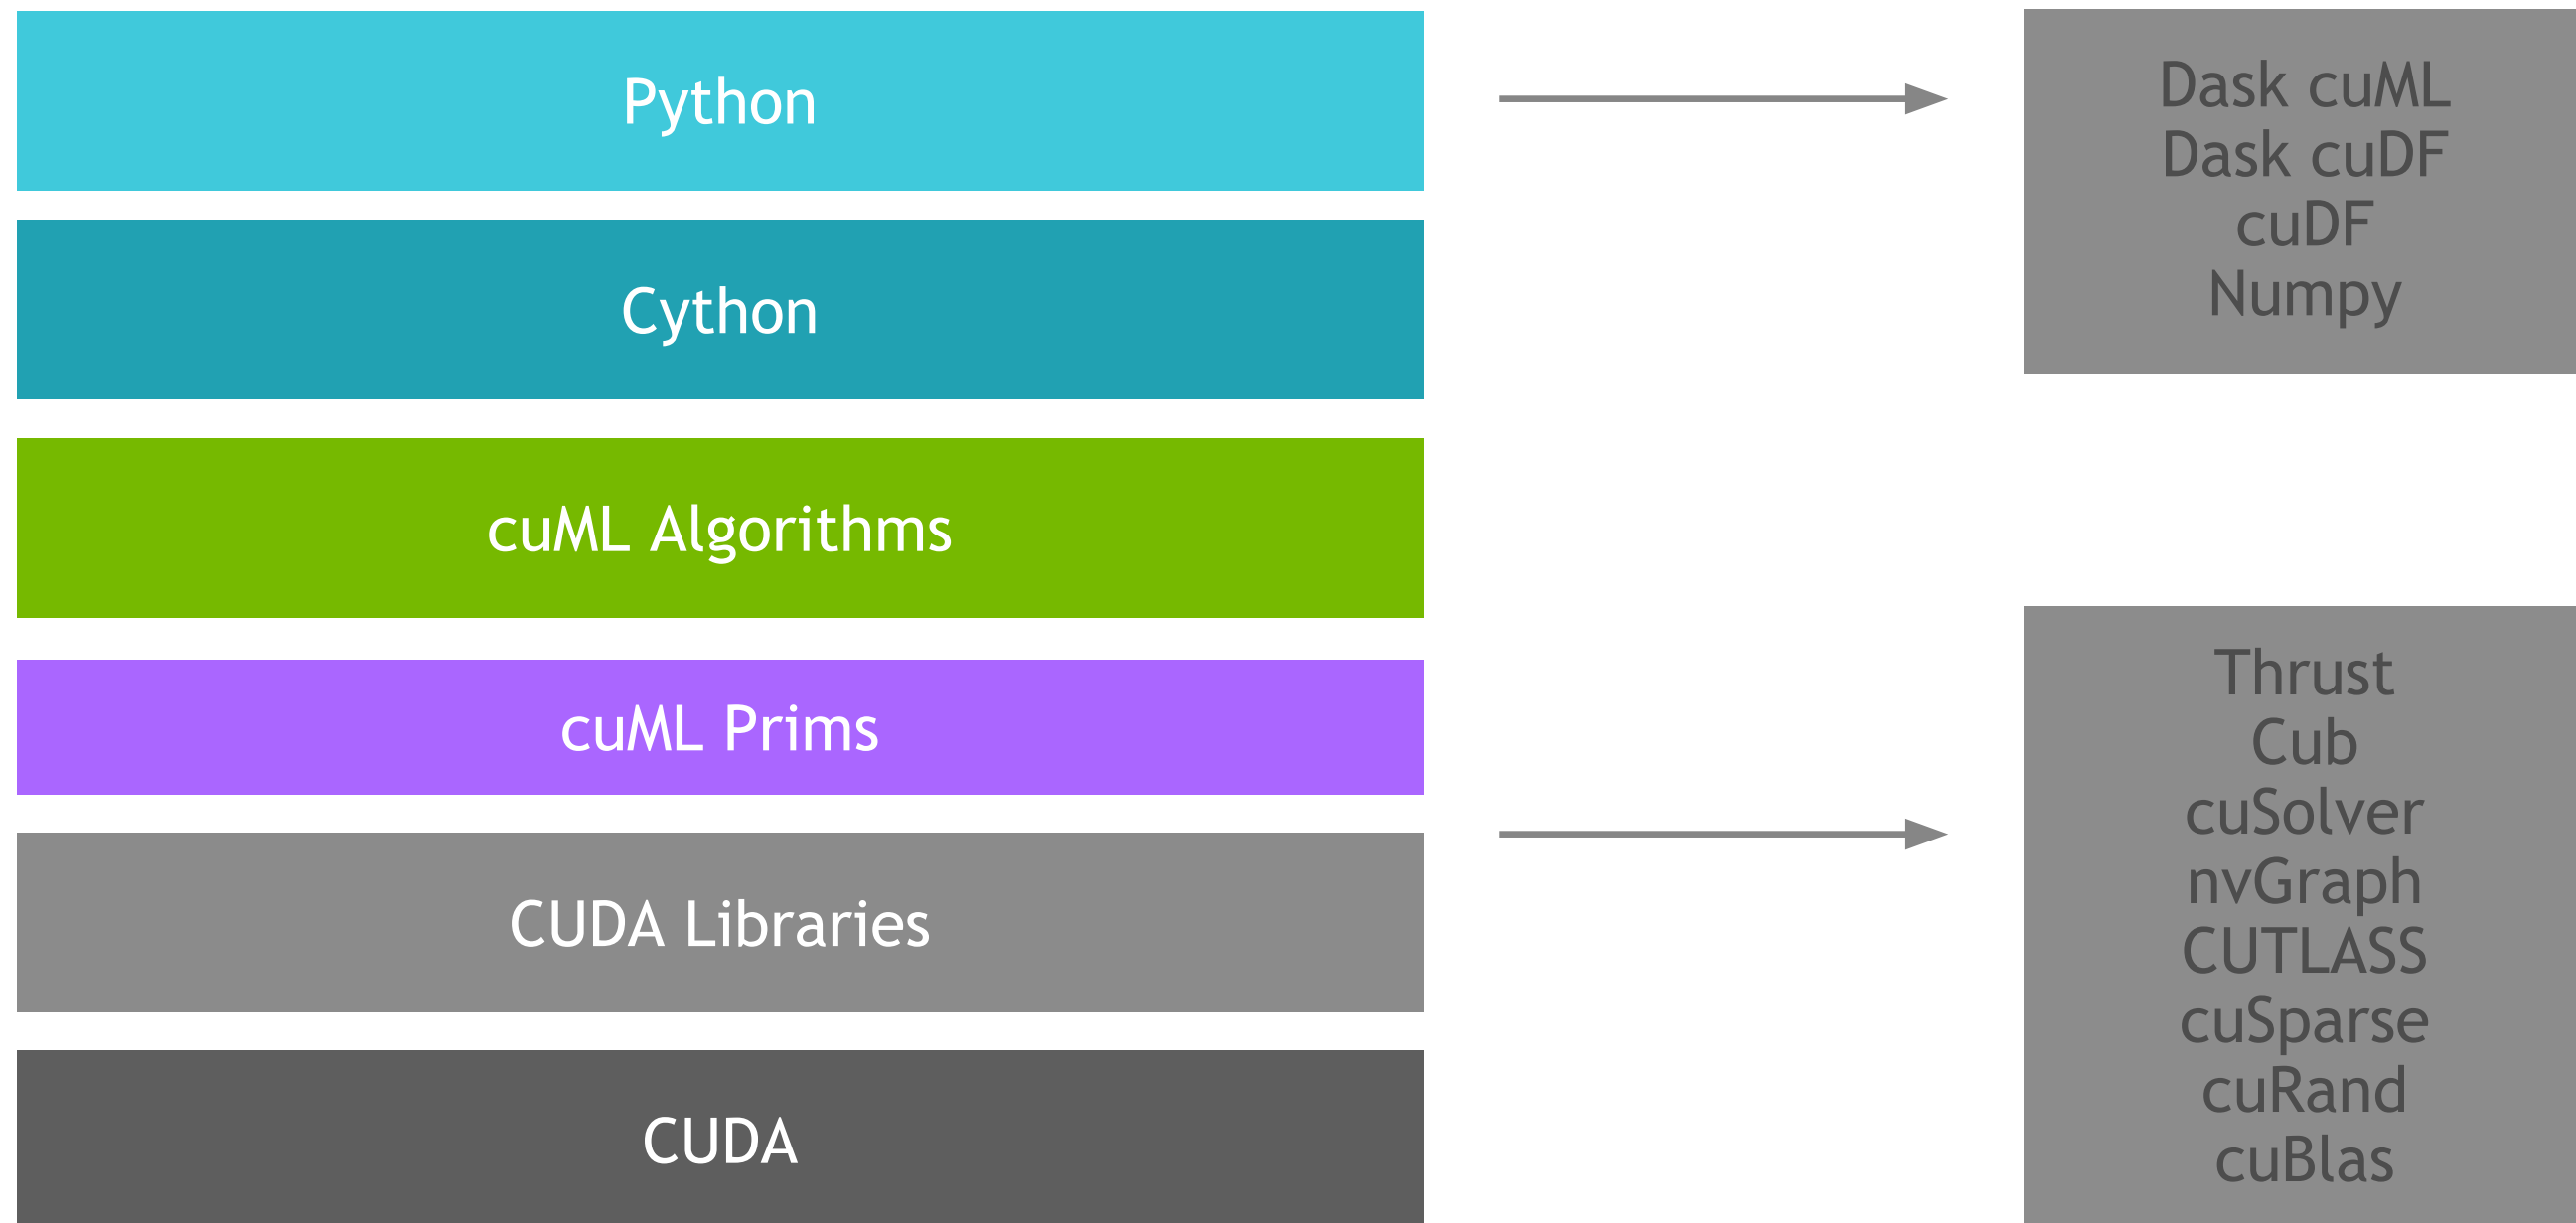 Python
Cython
cuML Algorithms
cuML Prims
CUDA Libraries
CUDA
Dask cuML
Dask cuDF
cuDF
Numpy
Thrust
Cub
cuSolver
nvGraph
CUTLASS
cuSparse
cuRand
cuBlas